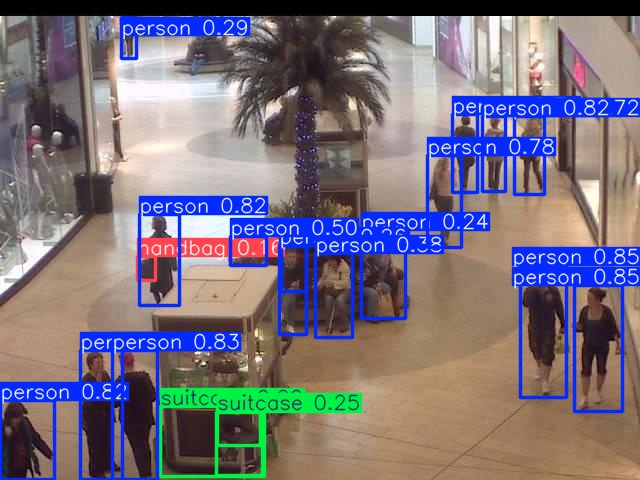 person 0.29
person 0.82 72
person 0.78
person 0.82
person 0.24
person 0.50
handbag 0.16
person 0.38
person 0.85
person 0.85
person 0.83
person 0.82
suitcase 0.25